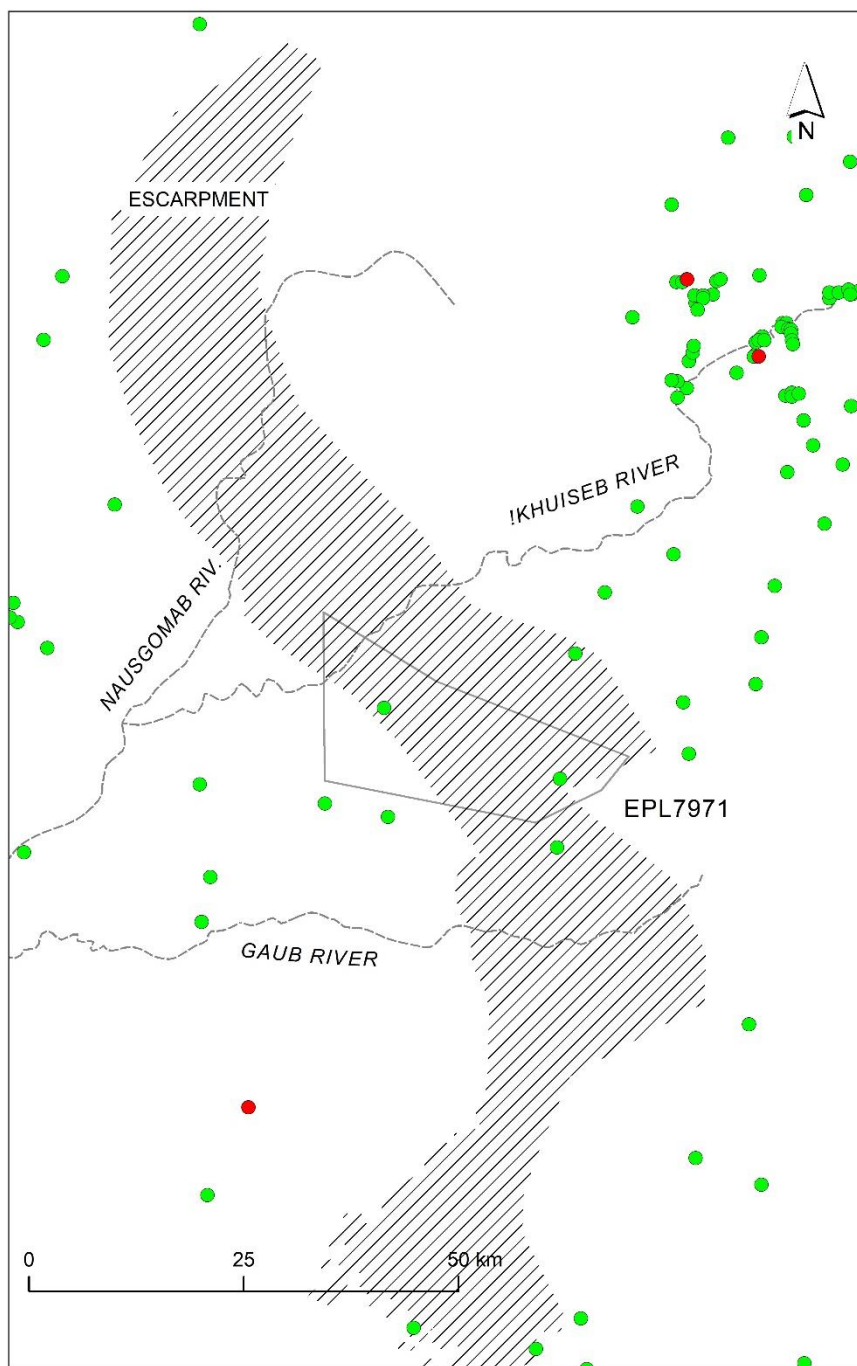 N
ESCARPMENT
!KHUISEB RIVER
NAUSGOMAB RIV.
EPL7971
GAUB RIVER
0 25 50 km